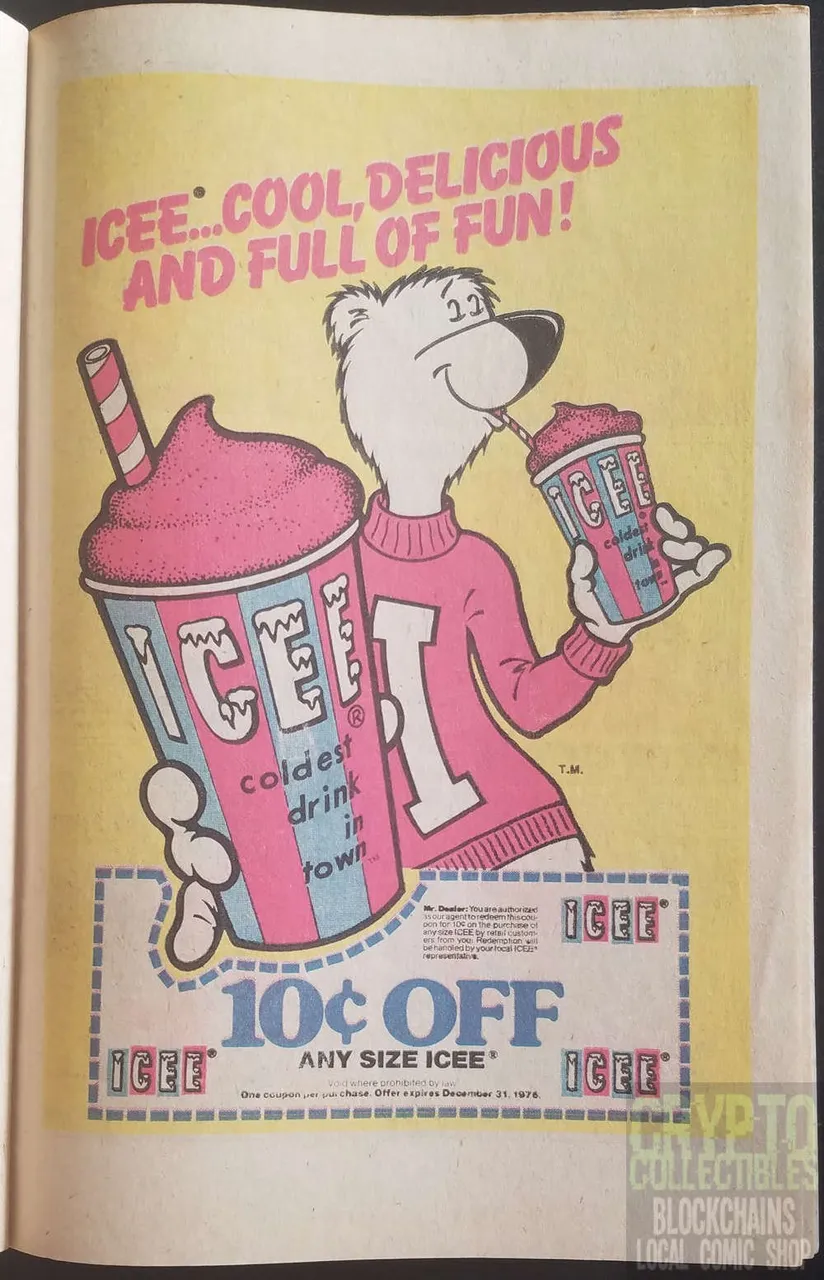 ICEE®...COOL, DELICIOUS
AND FULL OF FUN!
ICEE
coldest
drink
in
town
ICEE®
coldest
drink
in
town™
I
T.M.
Mr. Dealer: You are authorized
as our agent to redeem this cou-
pon for 10¢ on the purchase of
any size ICEE by retail custom-
ers from you. Redemption will
be handled by your local ICEE®
representative.
ICEE®
10¢ OFF
ANY SIZE ICEE®
ICEE®
ICEE®
Void where prohibited by law.
One coupon per purchase. Offer expires December 31, 1976.
CRYPTO
COLLECTIBLES
BLOCKCHAINS
LOCAL COMIC SHOP